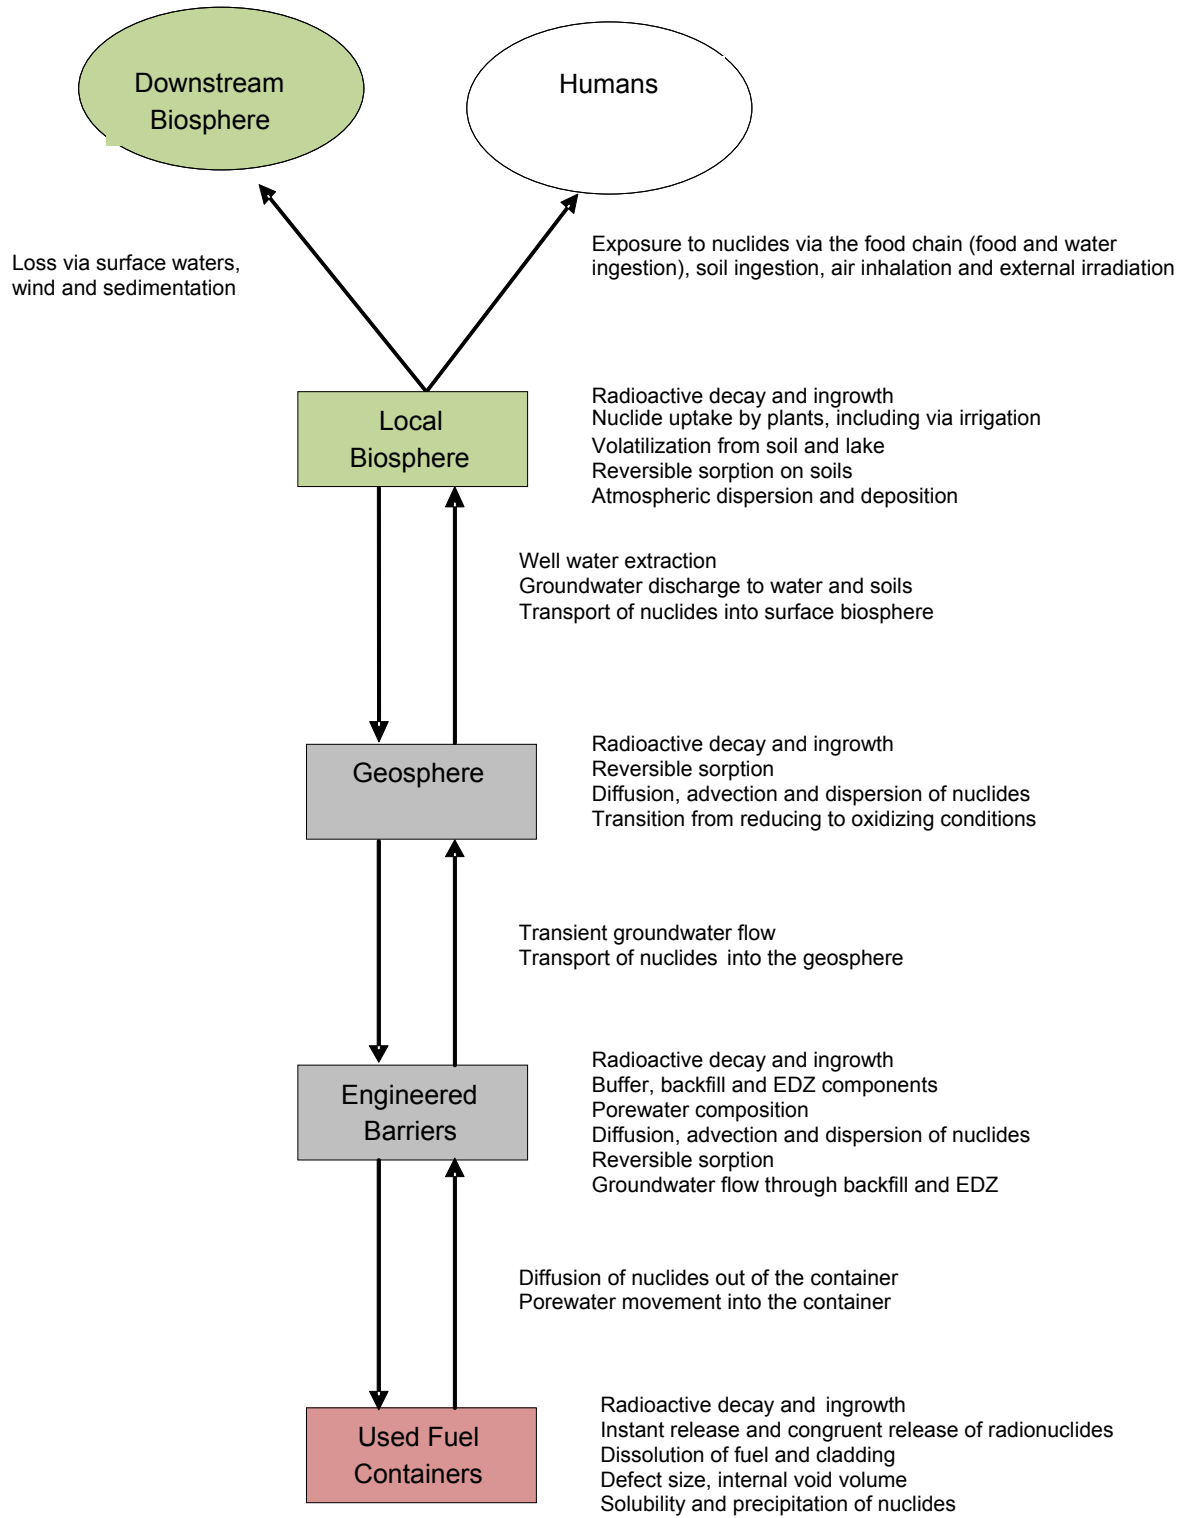 Downstream
Biosphere
Humans
Loss via surface waters,
wind and sedimentation
Exposure to nuclides via the food chain (food and water
ingestion), soil ingestion, air inhalation and external irradiation
Local
Biosphere
Radioactive decay and ingrowth
Nuclide uptake by plants, including via irrigation
Volatilization from soil and lake
Reversible sorption on soils
Atmospheric dispersion and deposition
Well water extraction
Groundwater discharge to water and soils
Transport of nuclides into surface biosphere
Geosphere
Radioactive decay and ingrowth
Reversible sorption
Diffusion, advection and dispersion of nuclides
Transition from reducing to oxidizing conditions
Transient groundwater flow
Transport of nuclides into the geosphere
Engineered
Barriers
Radioactive decay and ingrowth
Buffer, backfill and EDZ components
Porewater composition
Diffusion, advection and dispersion of nuclides
Reversible sorption
Groundwater flow through backfill and EDZ
Diffusion of nuclides out of the container
Porewater movement into the container
Used Fuel
Containers
Radioactive decay and ingrowth
Instant release and congruent release of radionuclides
Dissolution of fuel and cladding
Defect size, internal void volume
Solubility and precipitation of nuclides